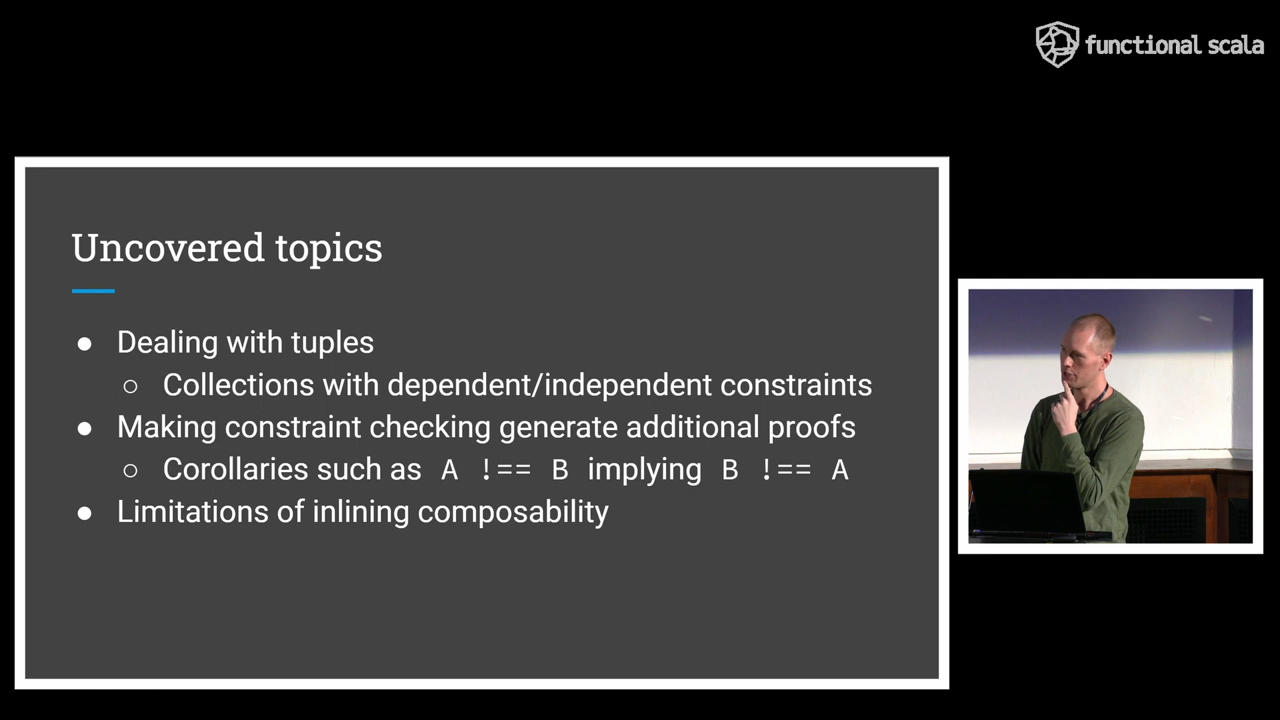 functional scala
Uncovered topics
● Dealing with tuples
○ Collections with dependent/independent constraints
● Making constraint checking generate additional proofs
○ Corollaries such as A !== B implying B !== A
● Limitations of inlining composability